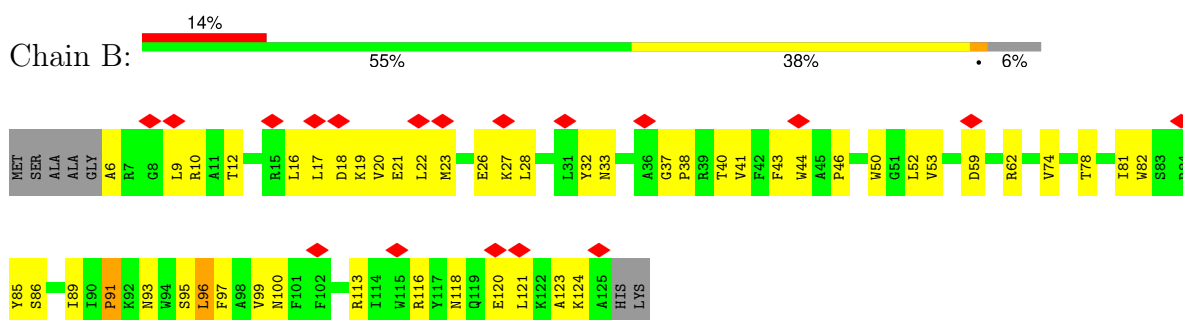 14%
Chain B:
55% 38% • 6%
MET SER ALA ALA GLY A6 R7 G8 L9 R10 A11 T12 R15 L16 L17 D18 K19 V20 E21 L22 M23 E26 K27 L28 L31 Y32 N33 A36 G37 P38 R39 T40 V41 F42 F43 W44 A45 P46 W50 G51 L52 V53 D59 R62 V74 T78 I81 W82 S83
Y85 S86 I89 I90 P91 K92 N93 W94 S95 L96 F97 A98 V99 N100 F101 F102 R113 I114 W115 R116 Y117 N118 Q119 E120 L121 K122 A123 K124 A125 HIS LYS